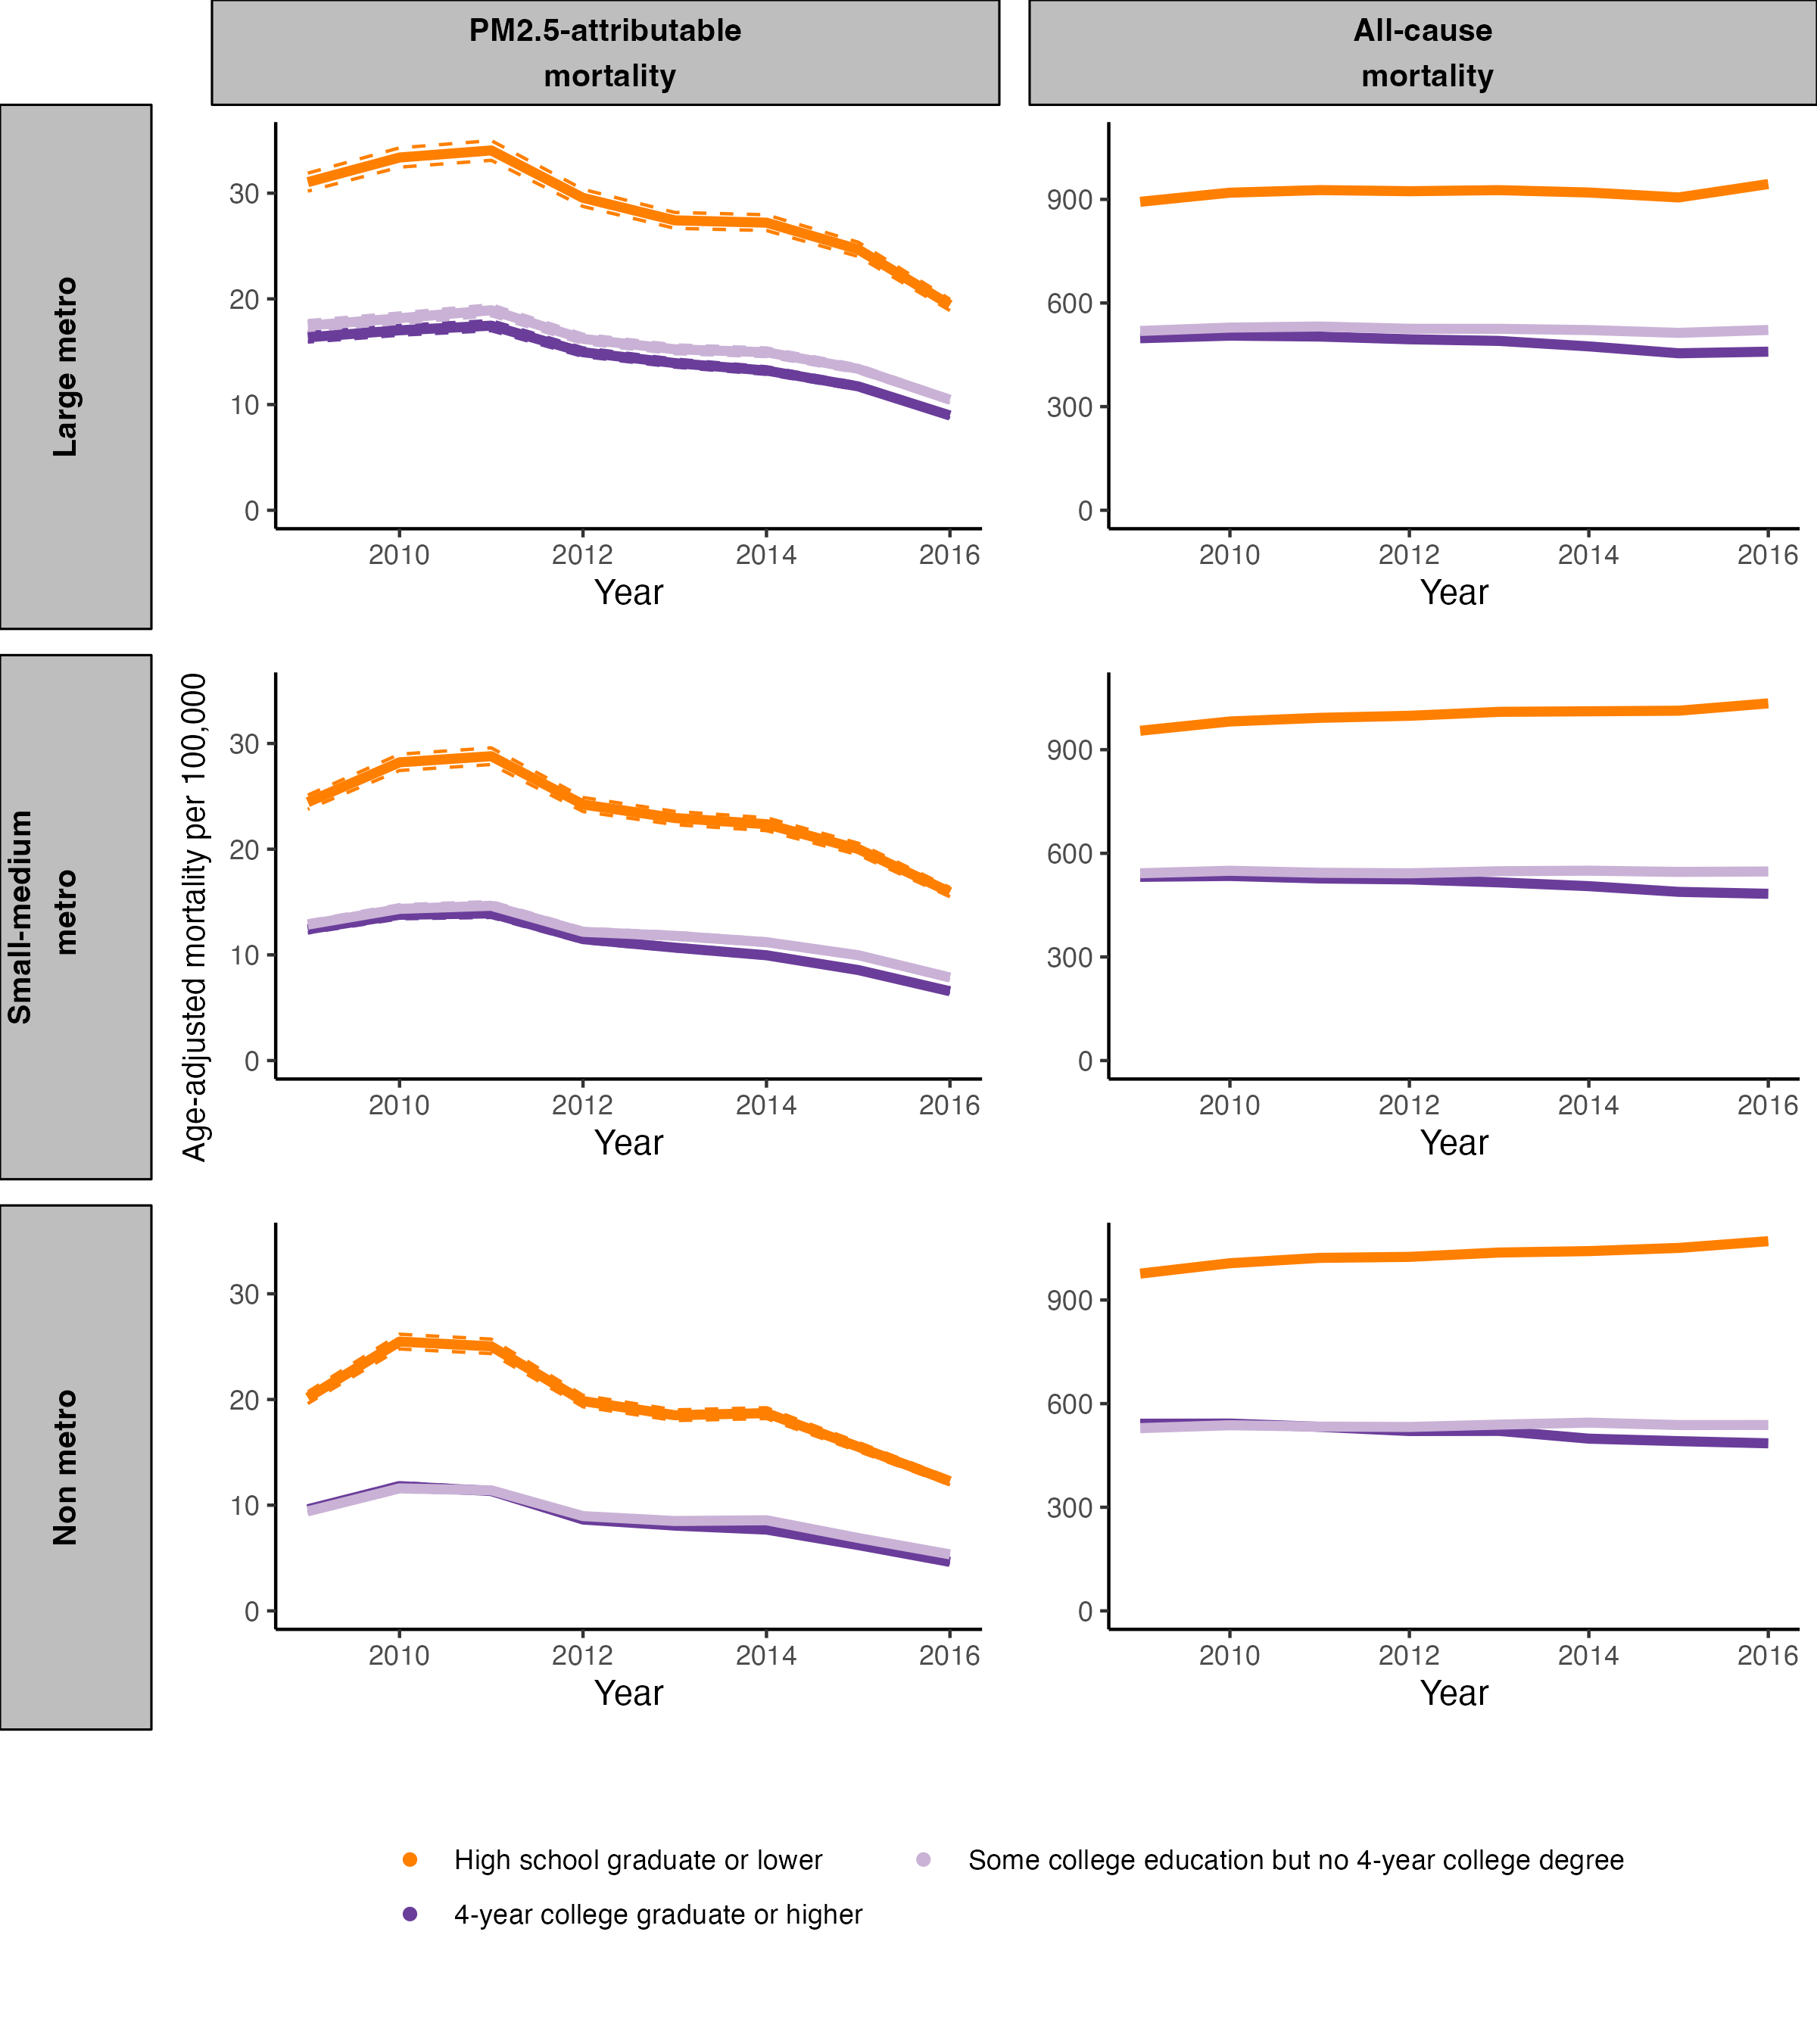 PM2.5-attributable
mortality
All-cause
mortality
Large metro
30
20
10
0
2010
2012
2014
2016
Year
900
600
300
0
2010
2012
2014
2016
Year
Small-medium
metro
Age-adjusted mortality per 100,000
30
20
10
0
2010
2012
2014
2016
Year
900
600
300
0
2010
2012
2014
2016
Year
Non metro
30
20
10
0
2010
2012
2014
2016
Year
900
600
300
0
2010
2012
2014
2016
Year
High school graduate or lower
Some college education but no 4-year college degree
4-year college graduate or higher